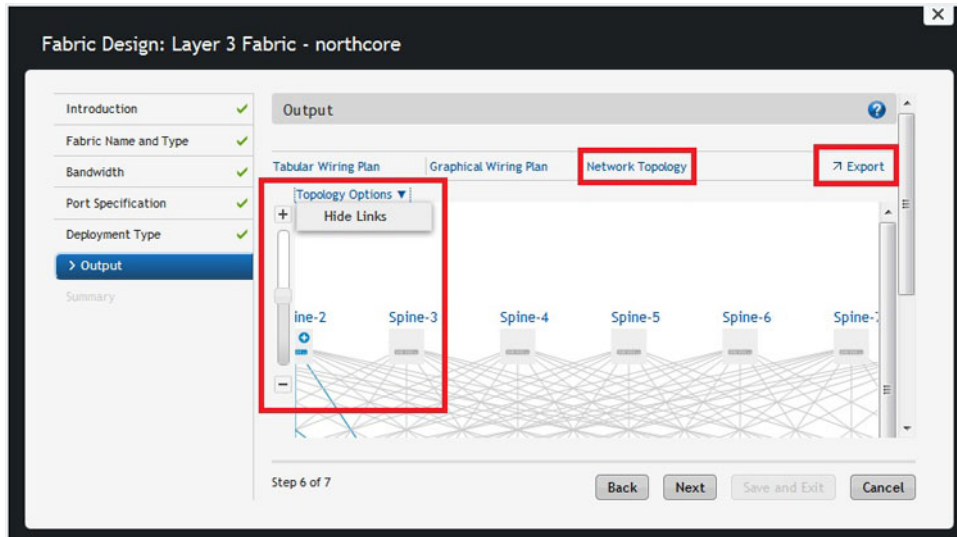 Fabric Design: Layer 3 Fabric - northcore
Introduction
Fabric Name and Type
Bandwidth
Port Specification
Deployment Type
> Output
Summary
Output
Tabular Wiring Plan
Graphical Wiring Plan
Network Topology
Export
Topology Options ▼
Hide Links
ine-2
Spine-3
Spine-4
Spine-5
Spine-6
Spine-7
Step 6 of 7
Back
Next
Save and Exit
Cancel